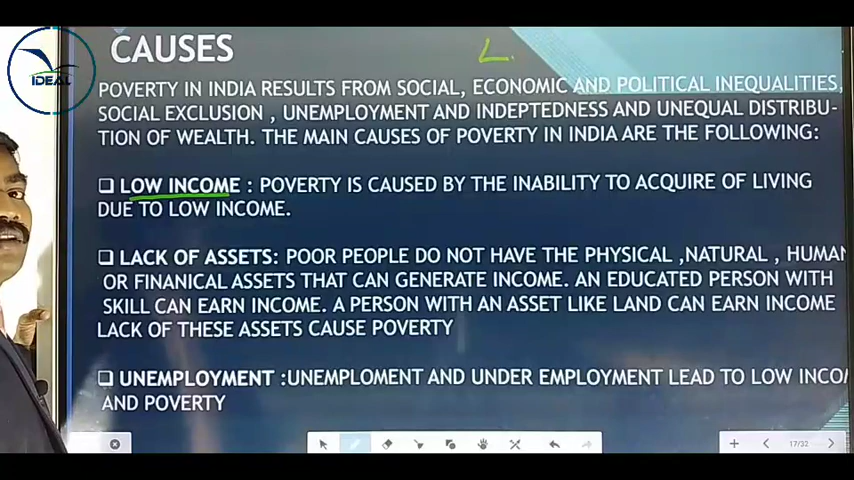 IDEAL
CAUSES
POVERTY IN INDIA RESULTS FROM SOCIAL, ECONOMIC AND POLITICAL INEQUALITIES,
SOCIAL EXCLUSION , UNEMPLOYMENT AND INDEPTEDNESS AND UNEQUAL DISTRIBU-
TION OF WEALTH. THE MAIN CAUSES OF POVERTY IN INDIA ARE THE FOLLOWING:
❑ LOW INCOME : POVERTY IS CAUSED BY THE INABILITY TO ACQUIRE OF LIVING
DUE TO LOW INCOME.
❑ LACK OF ASSETS: POOR PEOPLE DO NOT HAVE THE PHYSICAL ,NATURAL , HUMAN
OR FINANICAL ASSETS THAT CAN GENERATE INCOME. AN EDUCATED PERSON WITH
SKILL CAN EARN INCOME. A PERSON WITH AN ASSET LIKE LAND CAN EARN INCOME
LACK OF THESE ASSETS CAUSE POVERTY
❑ UNEMPLOYMENT :UNEMPLOMENT AND UNDER EMPLOYMENT LEAD TO LOW INCO
AND POVERTY
17/32